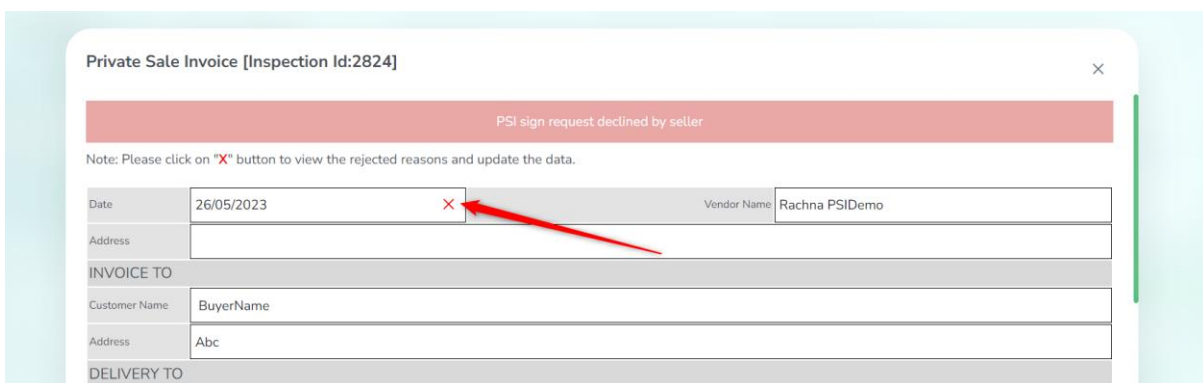 Private Sale Invoice [Inspection Id:2824]
PSI sign request declined by seller
Note: Please click on "X" button to view the rejected reasons and update the data.
Date 26/05/2023 X Vendor Name Rachna PSIDemo
Address
INVOICE TO
Customer Name BuyerName
Address Abc
DELIVERY TO